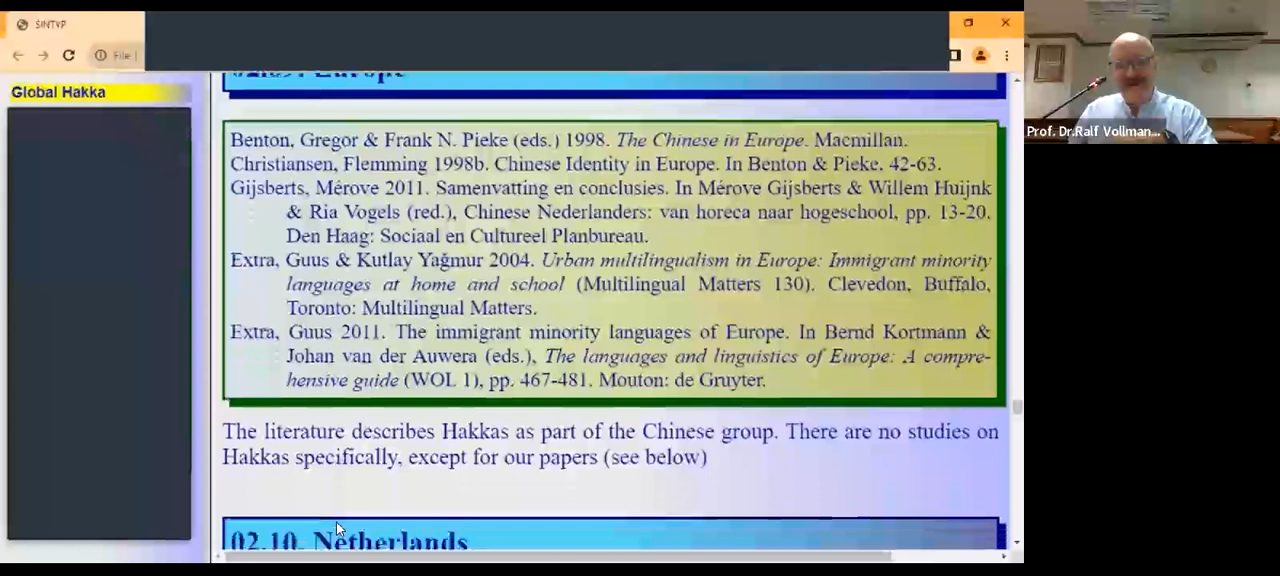 SINTYP
File
Global Hakka
Europe
Benton, Gregor & Frank N. Pieke (eds.) 1998. The Chinese in Europe. Macmillan.
Christiansen, Flemming 1998b. Chinese Identity in Europe. In Benton & Pieke. 42-63.
Gijsberts, Mérove 2011. Samenvatting en conclusies. In Mérove Gijsberts & Willem Huijnk
& Ria Vogels (red.), Chinese Nederlanders: van horeca naar hogeschool, pp. 13-20.
Den Haag: Sociaal en Cultureel Planbureau.
Extra, Guus & Kutlay Yağmur 2004. Urban multilingualism in Europe: Immigrant minority
languages at home and school (Multilingual Matters 130). Clevedon, Buffalo,
Toronto: Multilingual Matters.
Extra, Guus 2011. The immigrant minority languages of Europe. In Bernd Kortmann &
Johan van der Auwera (eds.), The languages and linguistics of Europe: A compre-
hensive guide (WOL 1), pp. 467-481. Mouton: de Gruyter.
The literature describes Hakkas as part of the Chinese group. There are no studies on
Hakkas specifically, except for our papers (see below)
02.10. Netherlands
Prof. Dr.Ralf Vollman...